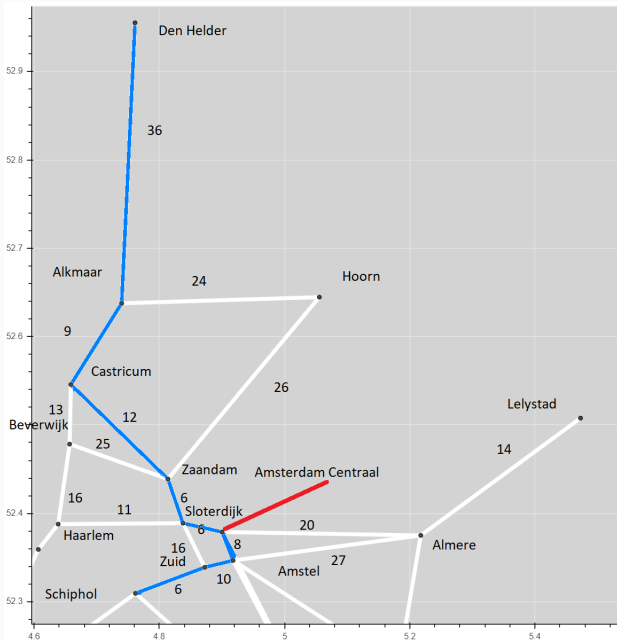 Den Helder
52.9
36
52.8
52.7
Alkmaar
24
Hoorn
9
52.6
Castricum
26
13
12
Lelystad
Beverwijk
25
14
Zaandam
Amsterdam Centraal
16
6
11
Sloterdijk
52.4
6
20
Haarlem
16
8
Almere
Zuid
27
10
Amstel
Schiphol
6
52.3
4.6
4.8
5
5.2
5.4